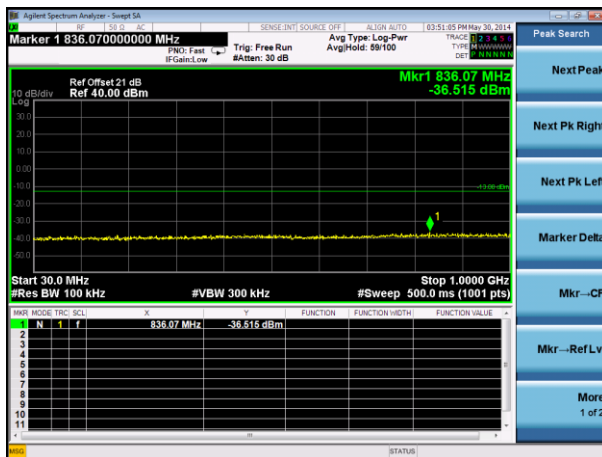 Agilent Spectrum Analyzer - Swept SA
RF 50 Ω AC SENSE:INT SOURCE OFF ALIGN AUTO 03:51:05 PM May 30, 2014
Marker 1 836.070000000 MHz
PNO: Fast
IFGain:Low
Trig: Free Run
#Atten: 30 dB
Avg Type: Log-Pwr
Avg|Hold: 59/100
TRACE 1 2 3 4 5 6
TYPE M W W W W W
DET P N N N N N
Peak Search
Next Peak
Next Pk Right
Next Pk Left
Marker Delta
Mkr→CF
Mkr→Ref Lvl
More
1 of 2
Mkr1 836.07 MHz
-36.515 dBm
Ref Offset 21 dB
10 dB/div Ref 40.00 dBm
Log
30.0
20.0
10.0
0.00
-10.0
-13.00 dBm
-20.0
-30.0
1
-40.0
-50.0
Start 30.0 MHz Stop 1.0000 GHz
#Res BW 100 kHz #VBW 300 kHz #Sweep 500.0 ms (1001 pts)
MKR MODE TRC SCL X Y FUNCTION FUNCTION WIDTH FUNCTION VALUE
1 N 1 f 836.07 MHz -36.515 dBm
2
3
4
5
6
7
8
9
10
11
MSG STATUS